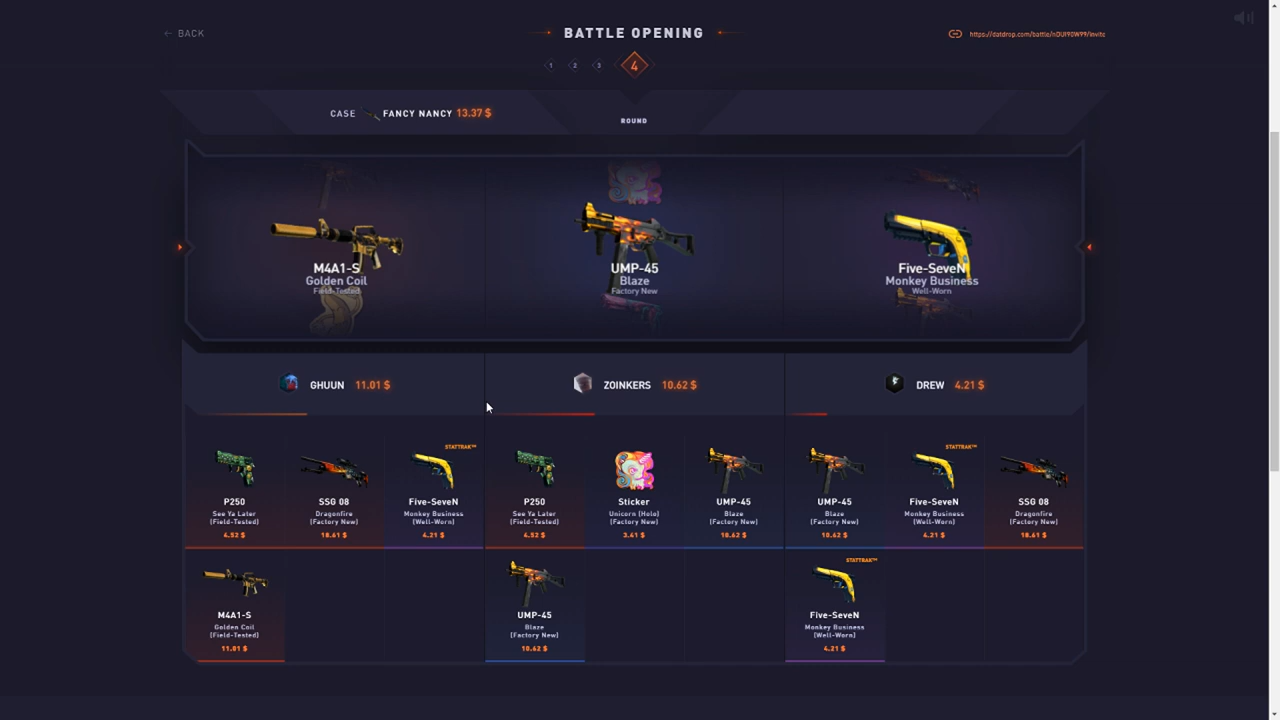 BACK
BATTLE OPENING
https://datdrop.com/battle/nDUI90W99/invite
1 2 3 4
CASE FANCY NANCY 13.37 $
ROUND
M4A1-S
Golden Coil
Field-Tested
UMP-45
Blaze
Factory New
Five-SeveN
Monkey Business
Well-Worn
GHUUN 11.01 $
ZOINKERS 10.62 $
DREW 4.21 $
P250
See Ya Later
(Field-Tested)
4.52 $
SSG 08
Dragonfire
(Factory New)
18.61 $
STATTRAK™
Five-SeveN
Monkey Business
(Well-Worn)
4.21 $
P250
See Ya Later
(Field-Tested)
4.52 $
Sticker
Unicorn (Holo)
(Factory New)
3.41 $
UMP-45
Blaze
(Factory New)
10.62 $
UMP-45
Blaze
(Factory New)
10.62 $
STATTRAK™
Five-SeveN
Monkey Business
(Well-Worn)
4.21 $
SSG 08
Dragonfire
(Factory New)
18.61 $
M4A1-S
Golden Coil
(Field-Tested)
11.01 $
UMP-45
Blaze
(Factory New)
10.62 $
STATTRAK™
Five-SeveN
Monkey Business
(Well-Worn)
4.21 $